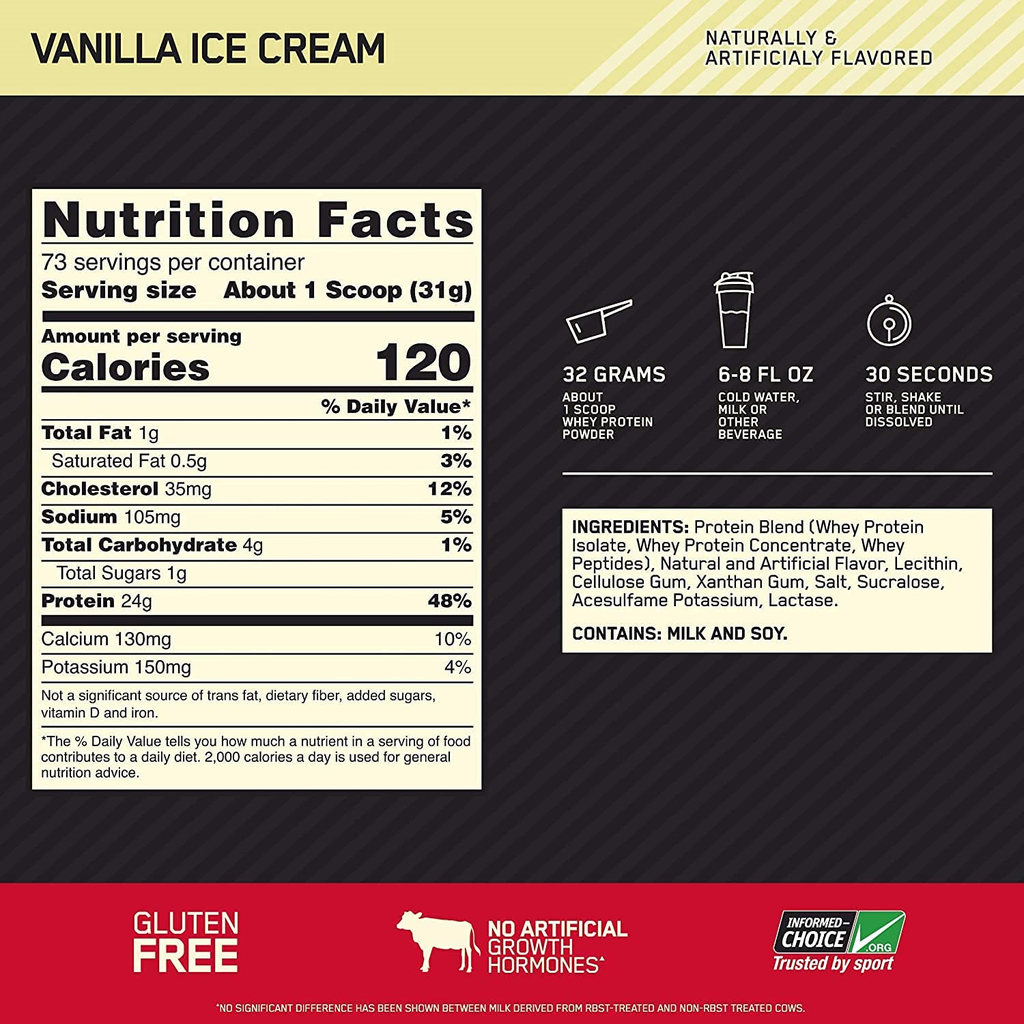 VANILLA ICE CREAM
NATURALLY &
ARTIFICIALY FLAVORED
Nutrition Facts
73 servings per container
Serving size About 1 Scoop (31g)
Amount per serving
Calories 120
% Daily Value*
Total Fat 1g 1%
Saturated Fat 0.5g 3%
Cholesterol 35mg 12%
Sodium 105mg 5%
Total Carbohydrate 4g 1%
Total Sugars 1g
Protein 24g 48%
Calcium 130mg 10%
Potassium 150mg 4%
Not a significant source of trans fat, dietary fiber, added sugars,
vitamin D and iron.
*The % Daily Value tells you how much a nutrient in a serving of food
contributes to a daily diet. 2,000 calories a day is used for general
nutrition advice.
32 GRAMS
ABOUT
1 SCOOP
WHEY PROTEIN
POWDER
6-8 FL OZ
COLD WATER,
MILK OR
OTHER
BEVERAGE
30 SECONDS
STIR, SHAKE
OR BLEND UNTIL
DISSOLVED
INGREDIENTS: Protein Blend (Whey Protein
Isolate, Whey Protein Concentrate, Whey
Peptides), Natural and Artificial Flavor, Lecithin,
Cellulose Gum, Xanthan Gum, Salt, Sucralose,
Acesulfame Potassium, Lactase.
CONTAINS: MILK AND SOY.
GLUTEN
FREE
NO ARTIFICIAL
GROWTH
HORMONES▲
INFORMED–
CHOICE
.ORG
Trusted by sport
▲NO SIGNIFICANT DIFFERENCE HAS BEEN SHOWN BETWEEN MILK DERIVED FROM RBST-TREATED AND NON-RBST TREATED COWS.